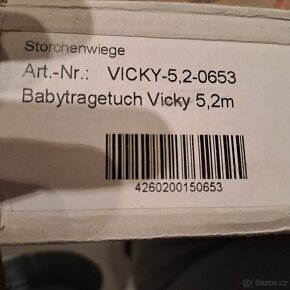 Storchenwiege
Art.-Nr.: VICKY-5,2-0653
Babytragetuch Vicky 5,2m
4260200150653
Bazos.cz